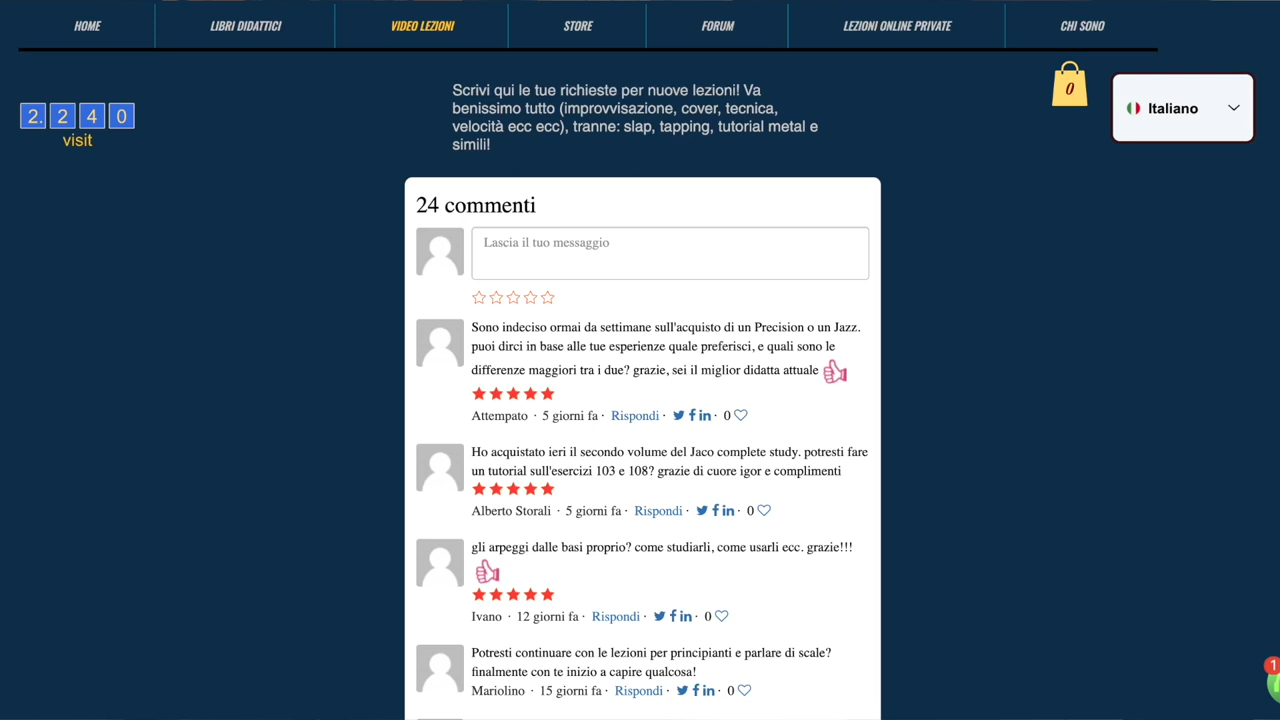 HOME
LIBRI DIDATTICI
VIDEO LEZIONI
STORE
FORUM
LEZIONI ONLINE PRIVATE
CHI SONO
2. 2 4 0
visit
Scrivi qui le tue richieste per nuove lezioni! Va
benissimo tutto (improvvisazione, cover, tecnica,
velocità ecc ecc), tranne: slap, tapping, tutorial metal e
simili!
0
Italiano
24 commenti
Lascia il tuo messaggio
Sono indeciso ormai da settimane sull'acquisto di un Precision o un Jazz.
puoi dirci in base alle tue esperienze quale preferisci, e quali sono le
differenze maggiori tra i due? grazie, sei il miglior didatta attuale
Attempato · 5 giorni fa · Rispondi · 0
Ho acquistato ieri il secondo volume del Jaco complete study. potresti fare
un tutorial sull'esercizi 103 e 108? grazie di cuore igor e complimenti
Alberto Storali · 5 giorni fa · Rispondi · 0
gli arpeggi dalle basi proprio? come studiarli, come usarli ecc. grazie!!!
Ivano · 12 giorni fa · Rispondi · 0
Potresti continuare con le lezioni per principianti e parlare di scale?
finalmente con te inizio a capire qualcosa!
Mariolino · 15 giorni fa · Rispondi · 0
1